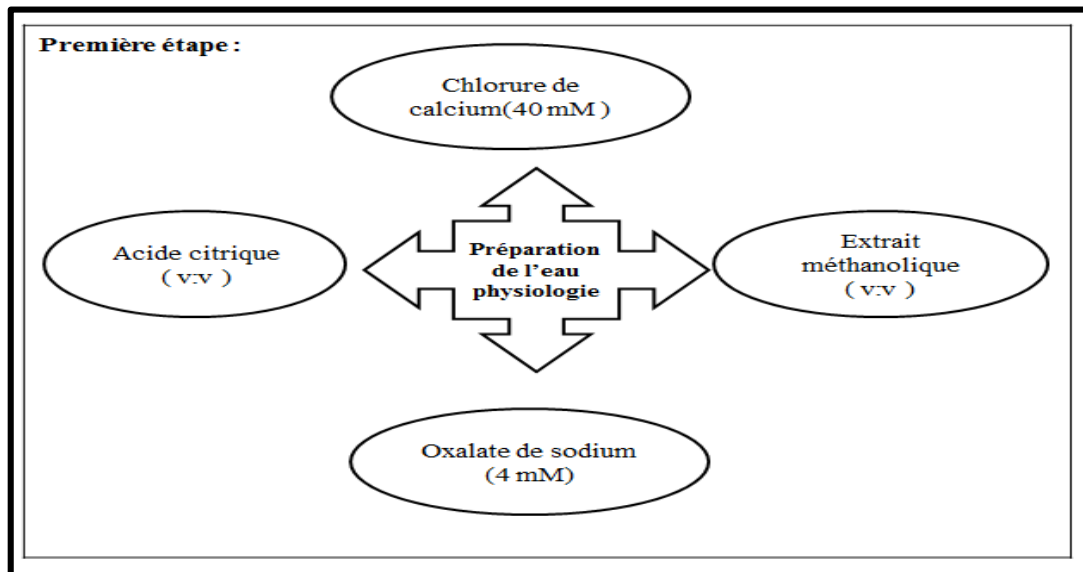 Première étape :
Chlorure de
calcium(40 mM )
Acide citrique
( v:v )
Préparation
de l'eau
physiologie
Extrait
méthanolique
( v:v )
Oxalate de sodium
(4 mM)